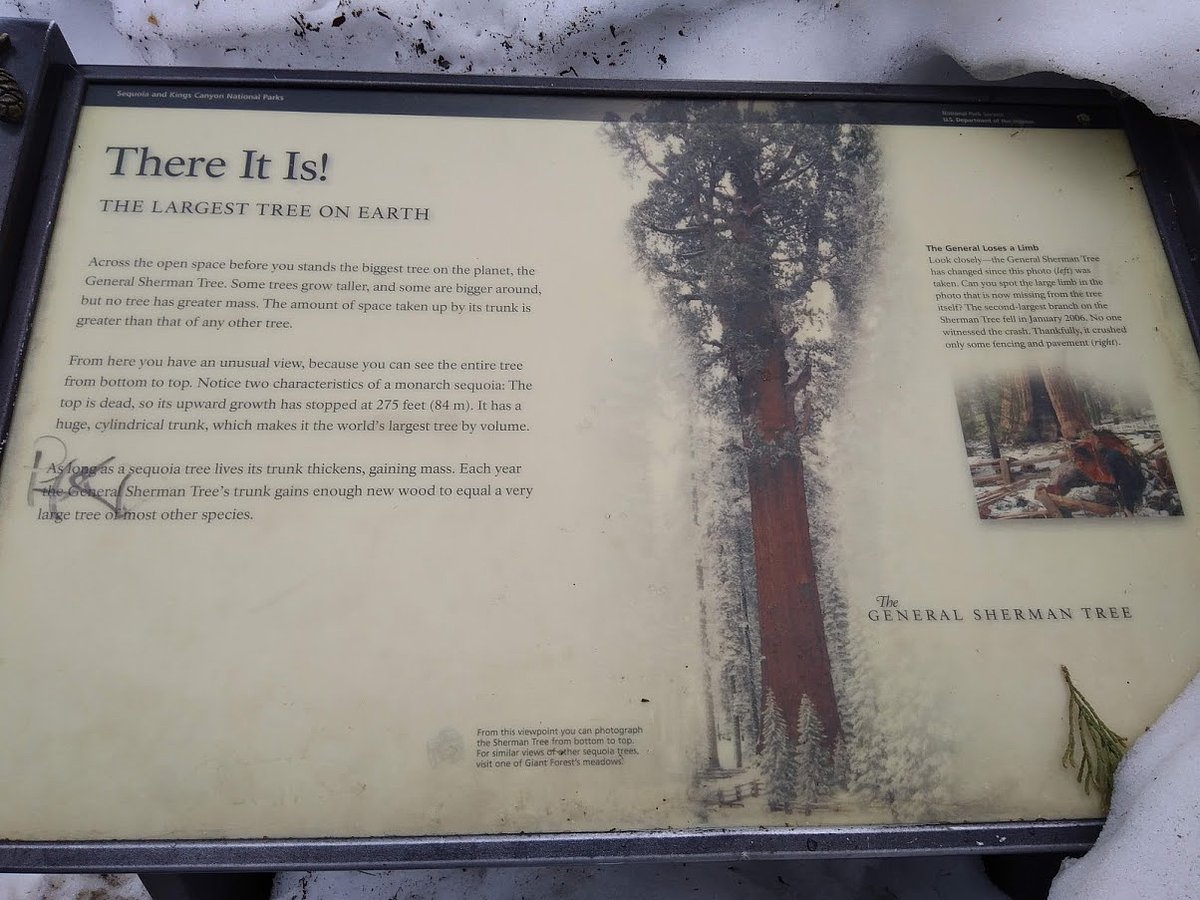 Sequoia and Kings Canyon National Parks
National Park Service
U.S. Department of the Interior
There It Is!
THE LARGEST TREE ON EARTH
Across the open space before you stands the biggest tree on the planet, the
General Sherman Tree. Some trees grow taller, and some are bigger around,
but no tree has greater mass. The amount of space taken up by its trunk is
greater than that of any other tree.
From here you have an unusual view, because you can see the entire tree
from bottom to top. Notice two characteristics of a monarch sequoia: The
top is dead, so its upward growth has stopped at 275 feet (84 m). It has a
huge, cylindrical trunk, which makes it the world's largest tree by volume.
As long as a sequoia tree lives its trunk thickens, gaining mass. Each year
the General Sherman Tree's trunk gains enough new wood to equal a very
large tree of most other species.
From this viewpoint you can photograph
the Sherman Tree from bottom to top.
For similar views of other sequoia trees,
visit one of Giant Forest's meadows.
The General Loses a Limb
Look closely—the General Sherman Tree
has changed since this photo (left) was
taken. Can you spot the large limb in the
photo that is now missing from the tree
itself? The second-largest branch on the
Sherman Tree fell in January 2006. No one
witnessed the crash. Thankfully, it crushed
only some fencing and pavement (right).
The
GENERAL SHERMAN TREE